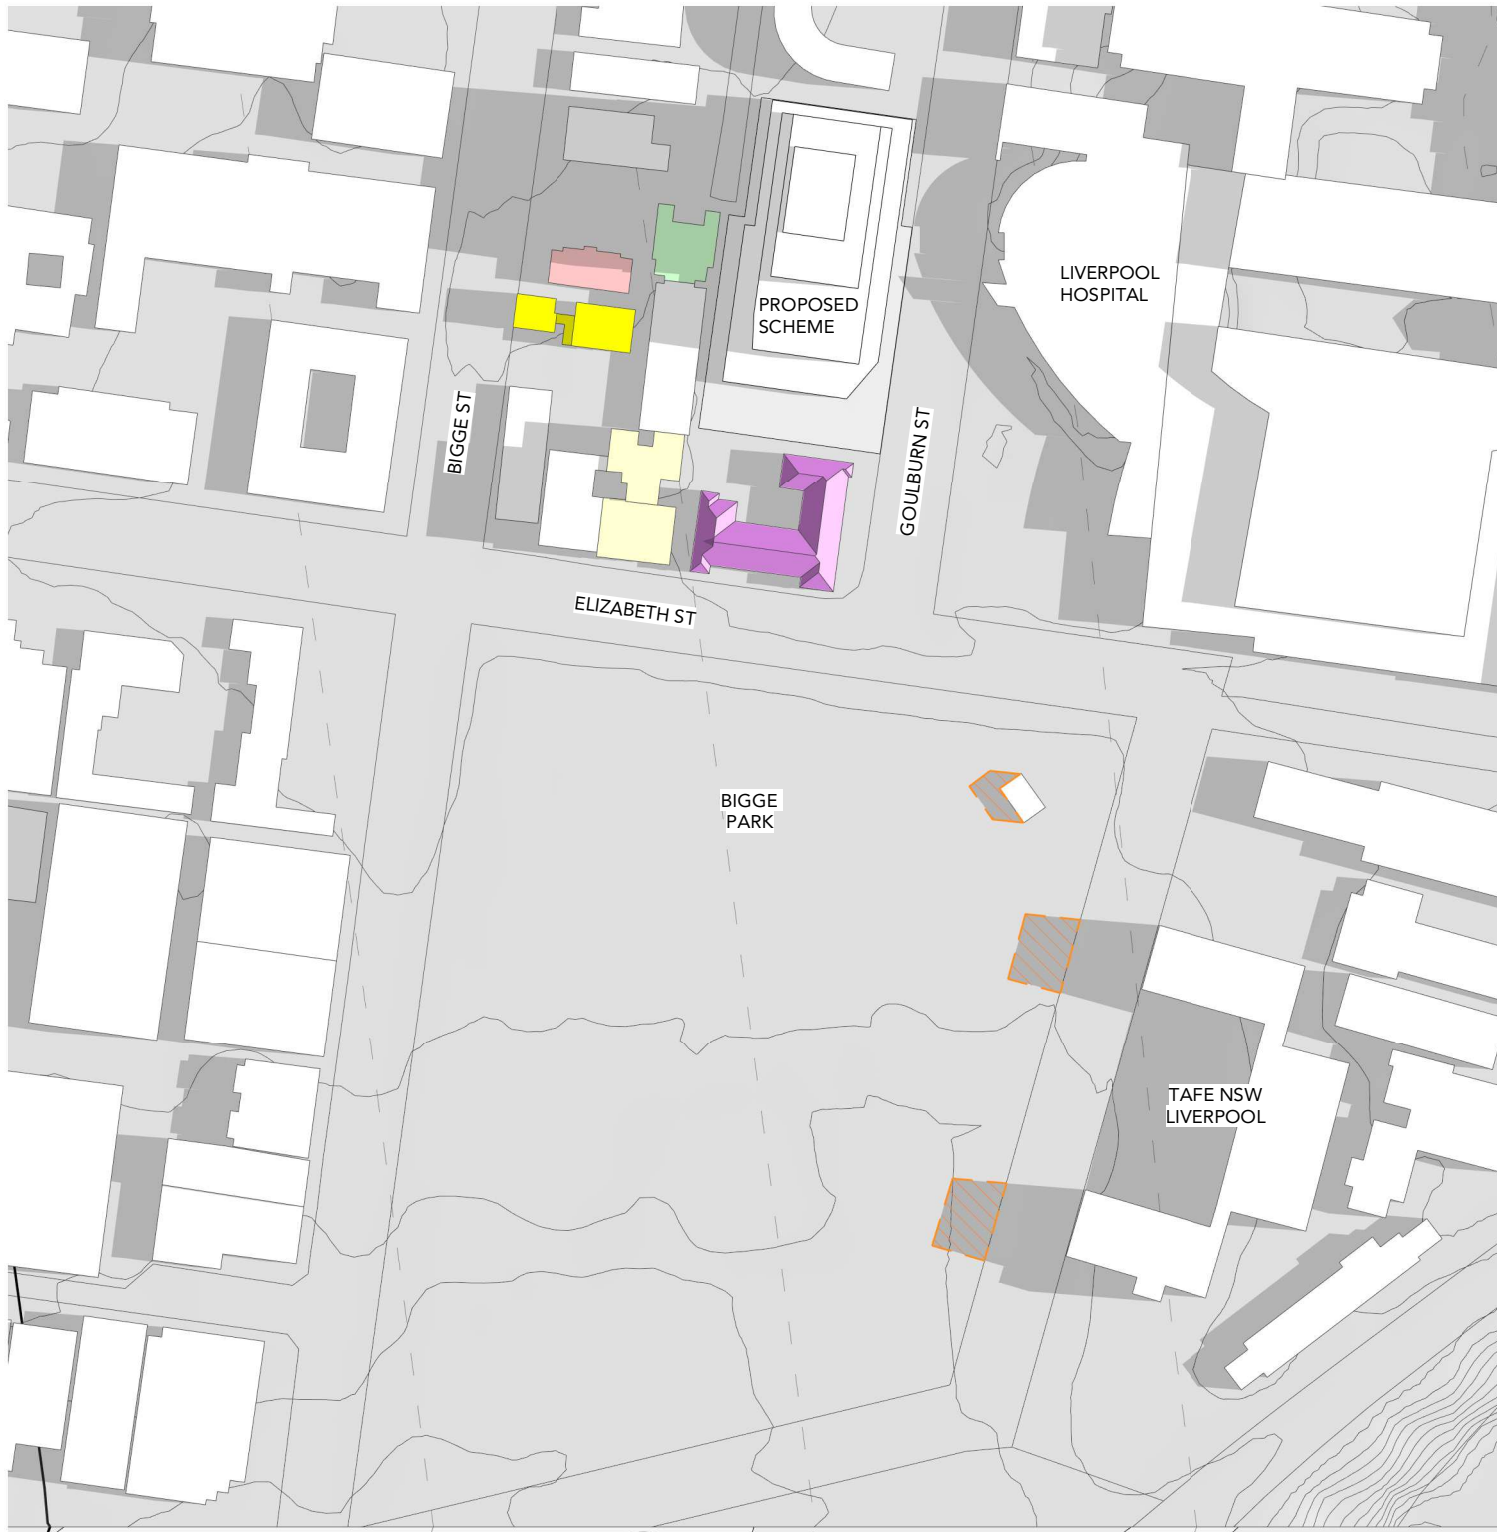 LIVERPOOL
HOSPITAL
PROPOSED
SCHEME
BIGGE ST
GOULBURN ST
ELIZABETH ST
BIGGE
PARK
TAFE NSW
LIVERPOOL